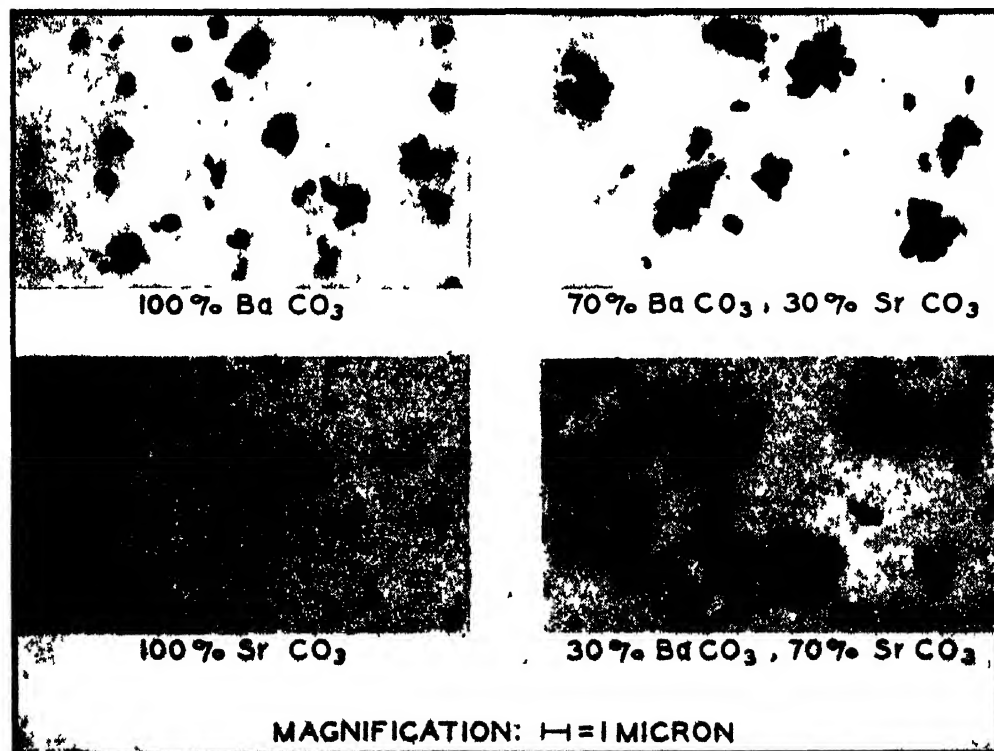 100% Ba CO₃
70% Ba CO₃, 30% Sr CO₃
100% Sr CO₃
30% Ba CO₃, 70% Sr CO₃
MAGNIFICATION: ⊢⊣ = 1 MICRON